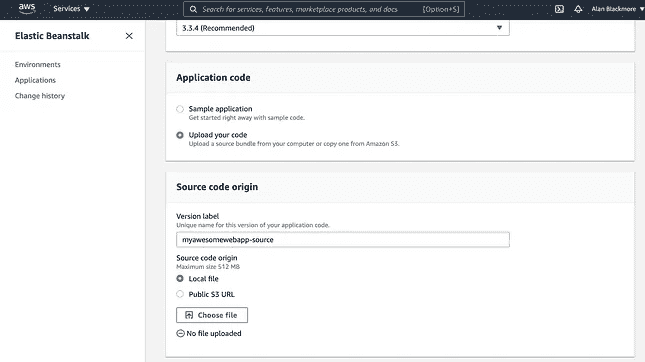 aws Services Search for services, features, marketplace products, and docs [Option+S] Alan Blackmore
Elastic Beanstalk
3.3.4 (Recommended)
Environments
Applications
Change history
Application code
Sample application
Get started right away with sample code.
Upload your code
Upload a source bundle from your computer or copy one from Amazon S3.
Source code origin
Version label
Unique name for this version of your application code.
myawesomewebapp-source
Source code origin
Maximum size 512 MB
Local file
Public S3 URL
Choose file
No file uploaded